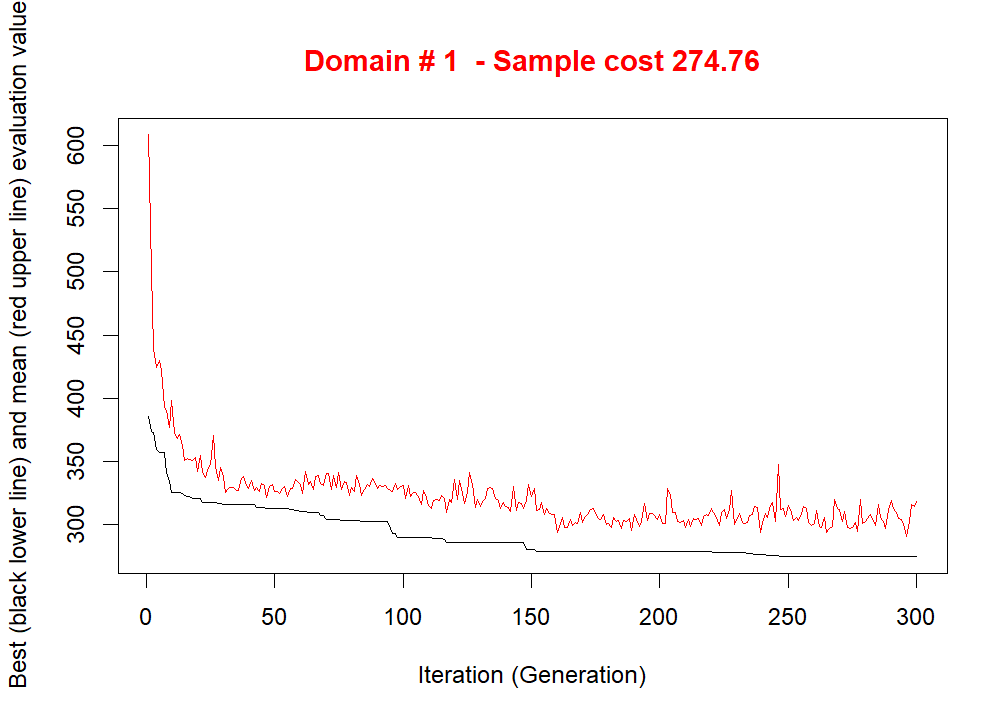 Domain # 1  - Sample cost 274.76
Best (black lower line) and mean (red upper line) evaluation value
600
550
500
450
400
350
300
0 50 100 150 200 250 300
Iteration (Generation)